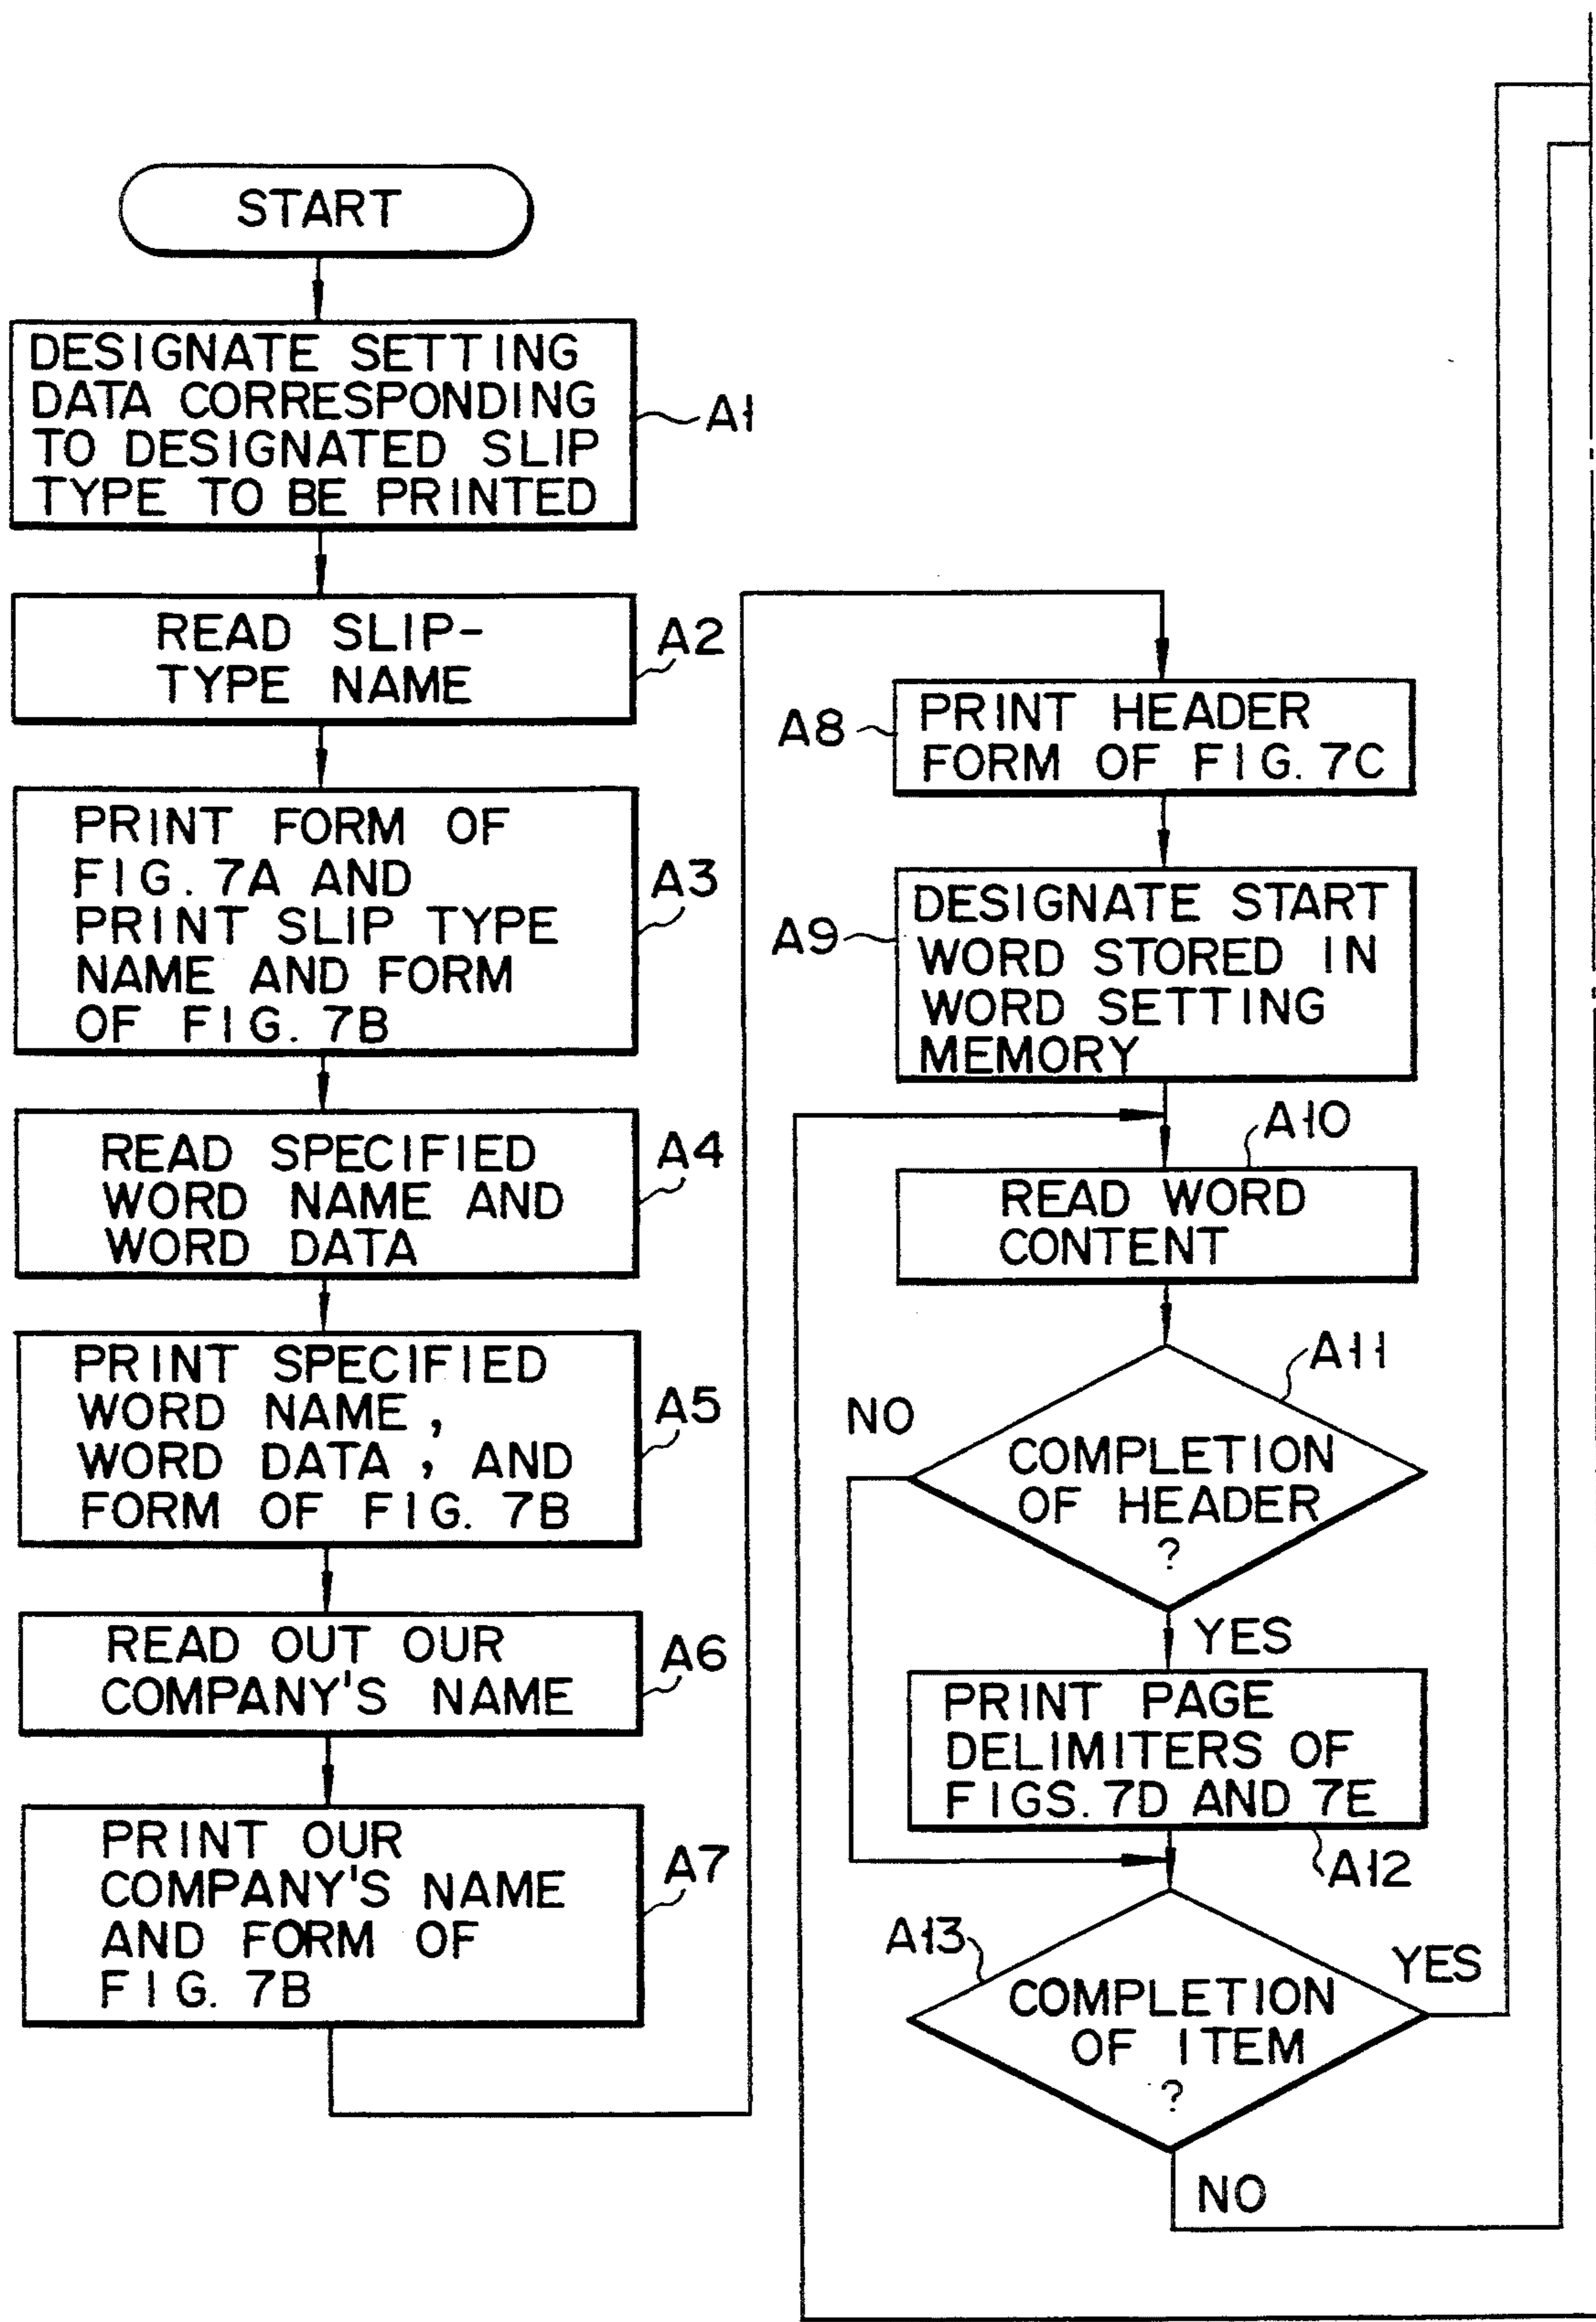 START
DESIGNATE SETTING
DATA CORRESPONDING
TO DESIGNATED SLIP
TYPE TO BE PRINTED
A1
READ SLIP-
TYPE NAME
A2
PRINT FORM OF
FIG. 7A AND
PRINT SLIP TYPE
NAME AND FORM
OF FIG. 7B
A3
READ SPECIFIED
WORD NAME AND
WORD DATA
A4
PRINT SPECIFIED
WORD NAME,
WORD DATA, AND
FORM OF FIG. 7B
A5
READ OUT OUR
COMPANY'S NAME
A6
PRINT OUR
COMPANY'S NAME
AND FORM OF
FIG. 7B
A7
A8
PRINT HEADER
FORM OF FIG. 7C
A9
DESIGNATE START
WORD STORED IN
WORD SETTING
MEMORY
A10
READ WORD
CONTENT
A11
NO
COMPLETION
OF HEADER
?
YES
PRINT PAGE
DELIMITERS OF
FIGS. 7D AND 7E
A12
A13
YES
COMPLETION
OF ITEM
?
NO